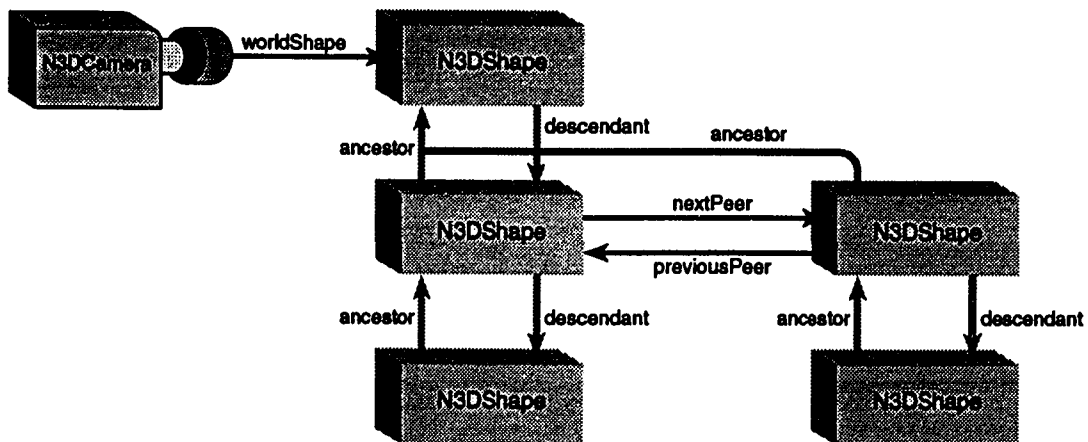 worldShape
N3DCamera
N3DShape
descendant
ancestor
ancestor
nextPeer
N3DShape
N3DShape
previousPeer
ancestor
descendant
ancestor
descendant
N3DShape
N3DShape